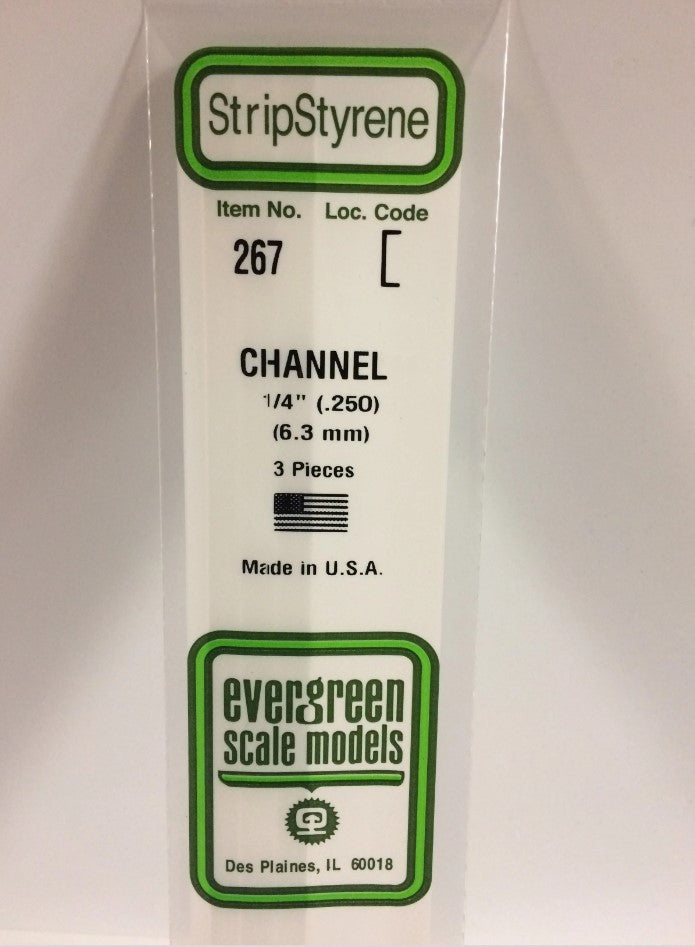 StripStyrene
Item No. Loc. Code
267 [
CHANNEL
1/4" (.250)
(6.3 mm)
3 Pieces
Made in U.S.A.
evergreen
scale models
Des Plaines, IL 60018